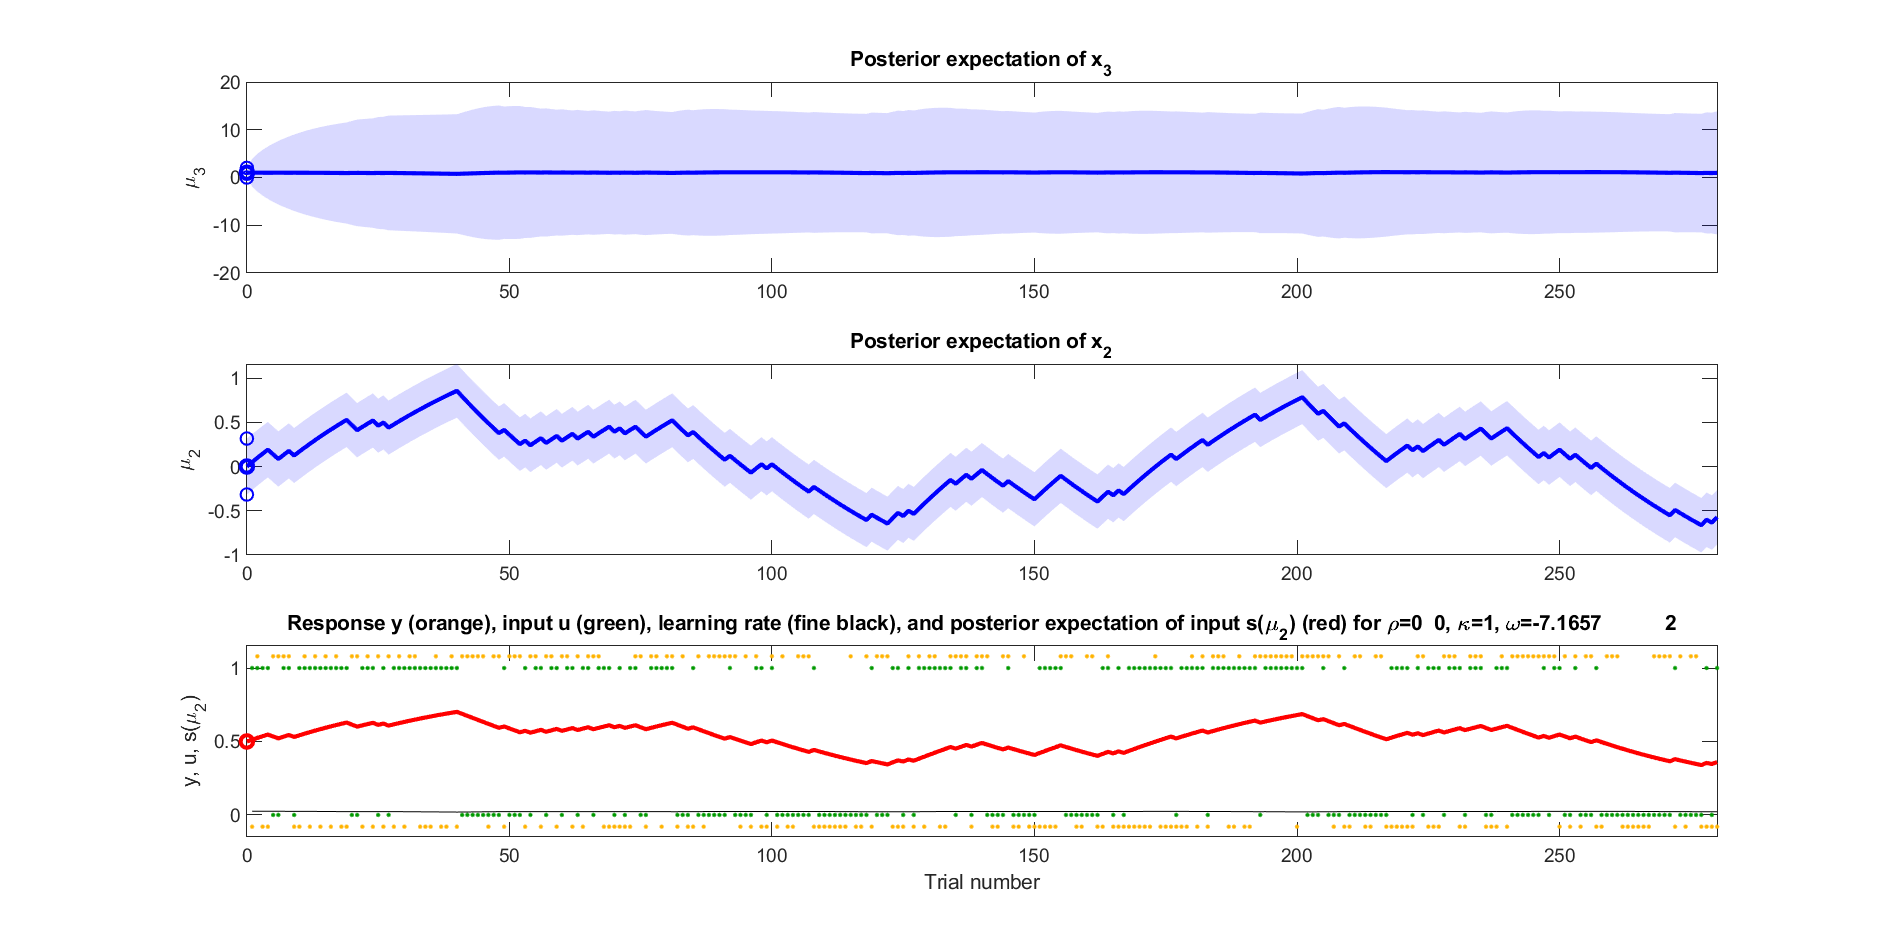 Posterior expectation of x3
20
10
0
-10
-20
μ3
0 50 100 150 200 250
Posterior expectation of x2
1
0.5
0
-0.5
-1
μ2
0 50 100 150 200 250
Response y (orange), input u (green), learning rate (fine black), and posterior expectation of input s(μ2) (red) for ρ=0 0, κ=1, ω=-7.1657 2
1
0.5
0
y, u, s(μ2)
0 50 100 150 200 250
Trial number